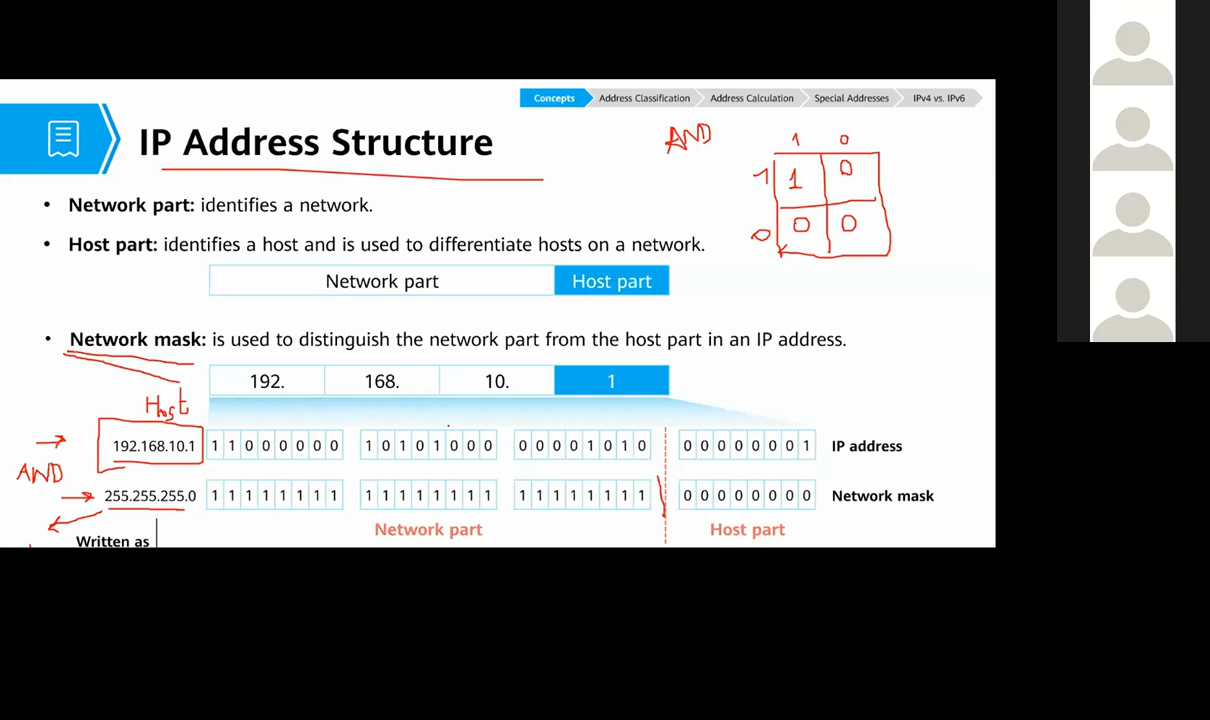 Concepts Address Classification Address Calculation Special Addresses IPv4 vs. IPv6
IP Address Structure
AND
1 0
1 1 0
0 0 0
• Network part: identifies a network.
• Host part: identifies a host and is used to differentiate hosts on a network.
Network part Host part
• Network mask: is used to distinguish the network part from the host part in an IP address.
192. 168. 10. 1
Host
192.168.10.1 1 1 0 0 0 0 0 0 1 0 1 0 1 0 0 0 0 0 0 0 1 0 1 0 0 0 0 0 0 0 0 1 IP address
AND
255.255.255.0 1 1 1 1 1 1 1 1 1 1 1 1 1 1 1 1 1 1 1 1 1 1 1 1 0 0 0 0 0 0 0 0 Network mask
Network part Host part
Written as